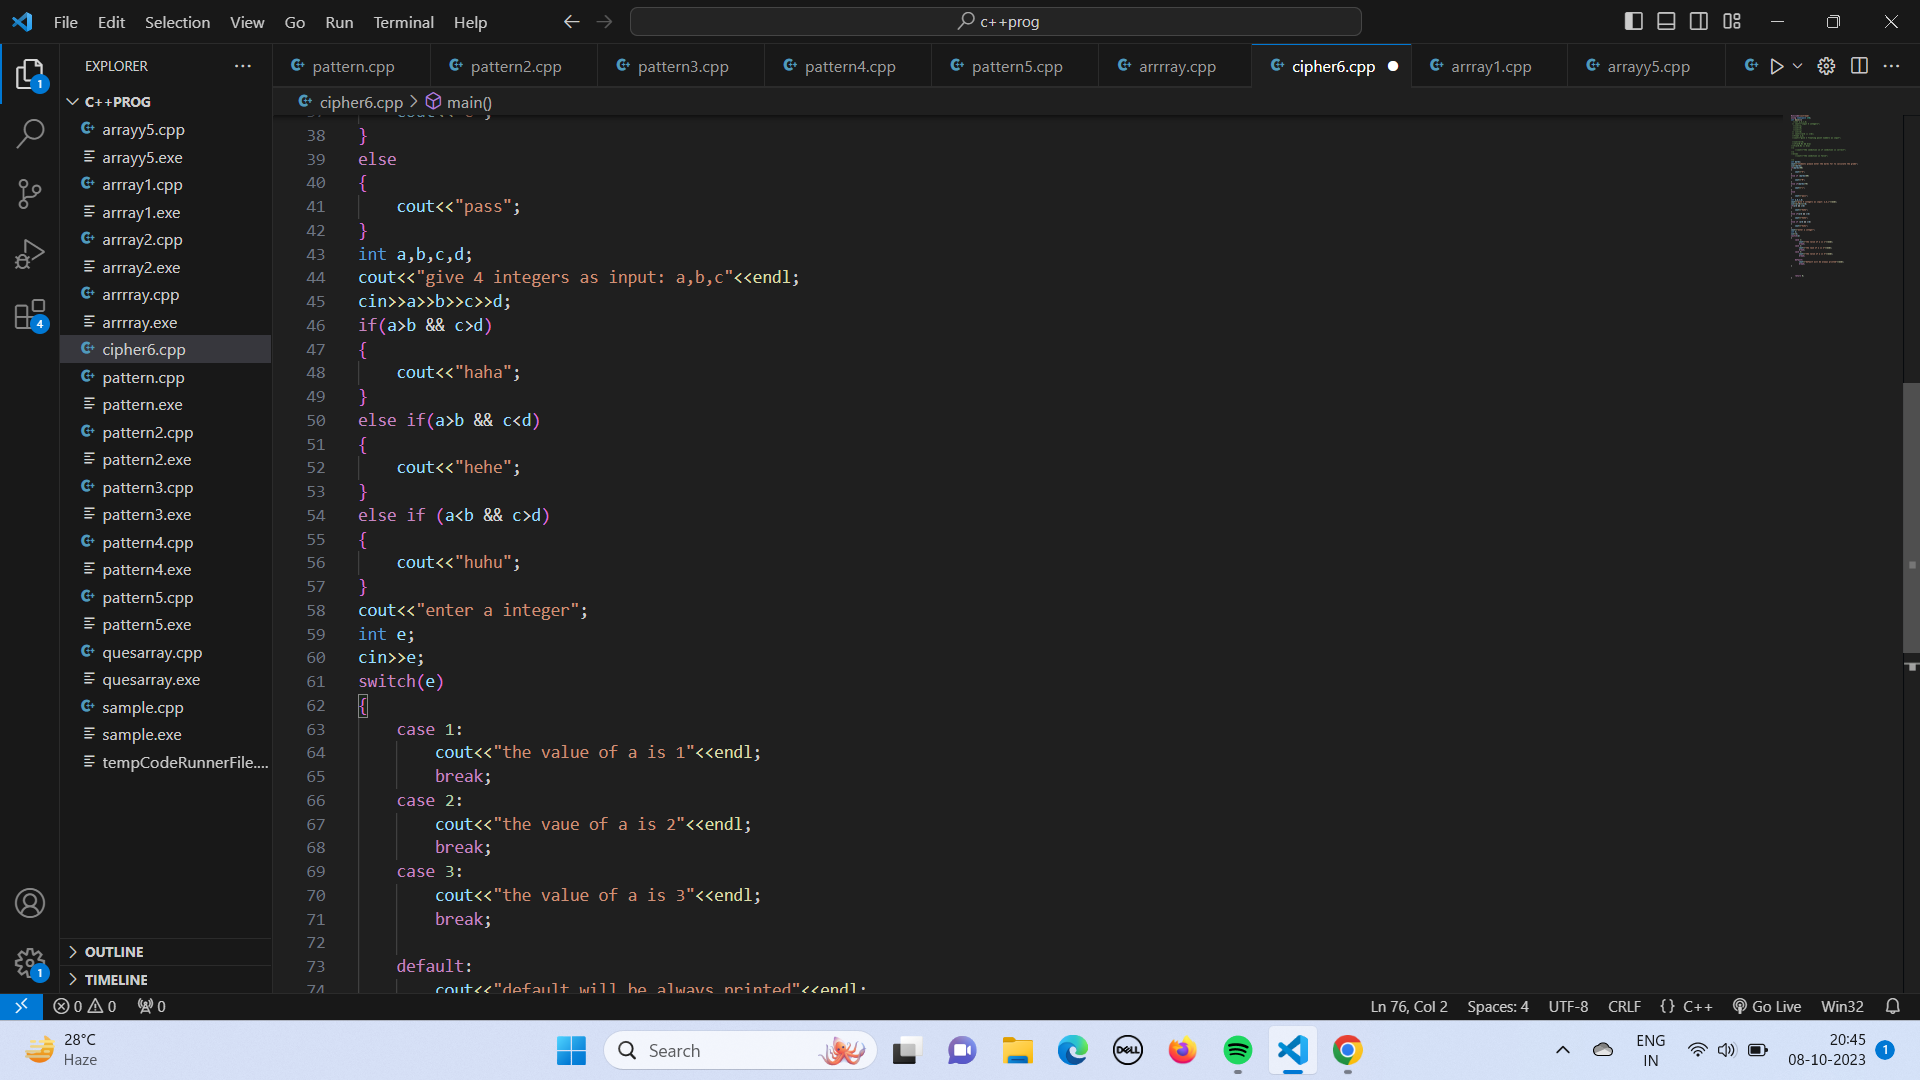 File Edit Selection View Go Run Terminal Help
c++prog
EXPLORER
pattern.cpp pattern2.cpp pattern3.cpp pattern4.cpp pattern5.cpp arrrray.cpp cipher6.cpp arrray1.cpp arrayy5.cpp
cipher6.cpp > main()
C++PROG
arrayy5.cpp
arrayy5.exe
arrray1.cpp
arrray1.exe
arrray2.cpp
arrray2.exe
arrrray.cpp
arrrray.exe
cipher6.cpp
pattern.cpp
pattern.exe
pattern2.cpp
pattern2.exe
pattern3.cpp
pattern3.exe
pattern4.cpp
pattern4.exe
pattern5.cpp
pattern5.exe
quesarray.cpp
quesarray.exe
sample.cpp
sample.exe
tempCodeRunnerFile....
OUTLINE
TIMELINE
38 }
39 else
40 {
41 cout<<"pass";
42 }
43 int a,b,c,d;
44 cout<<"give 4 integers as input: a,b,c"<<endl;
45 cin>>a>>b>>c>>d;
46 if(a>b && c>d)
47 {
48 cout<<"haha";
49 }
50 else if(a>b && c<d)
51 {
52 cout<<"hehe";
53 }
54 else if (a<b && c>d)
55 {
56 cout<<"huhu";
57 }
58 cout<<"enter a integer";
59 int e;
60 cin>>e;
61 switch(e)
62 {
63 case 1:
64 cout<<"the value of a is 1"<<endl;
65 break;
66 case 2:
67 cout<<"the vaue of a is 2"<<endl;
68 break;
69 case 3:
70 cout<<"the value of a is 3"<<endl;
71 break;
72
73 default:
74 cout<<"default will be always printed"<<endl;
1
4
1
0 0 0
Ln 76, Col 2 Spaces: 4 UTF-8 CRLF {} C++ Go Live Win32
28°C
Haze
Search
DELL
ENG
IN
20:45
08-10-2023
1